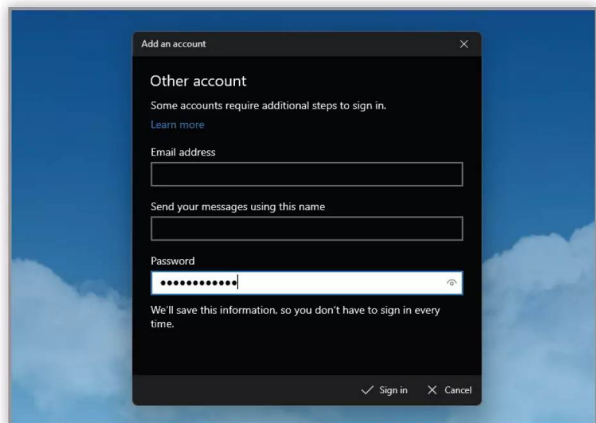 Add an account
Other account
Some accounts require additional steps to sign in.
Learn more
Email address
Send your messages using this name
Password
••••••••••••
We'll save this information, so you don't have to sign in every
time.
Sign in Cancel